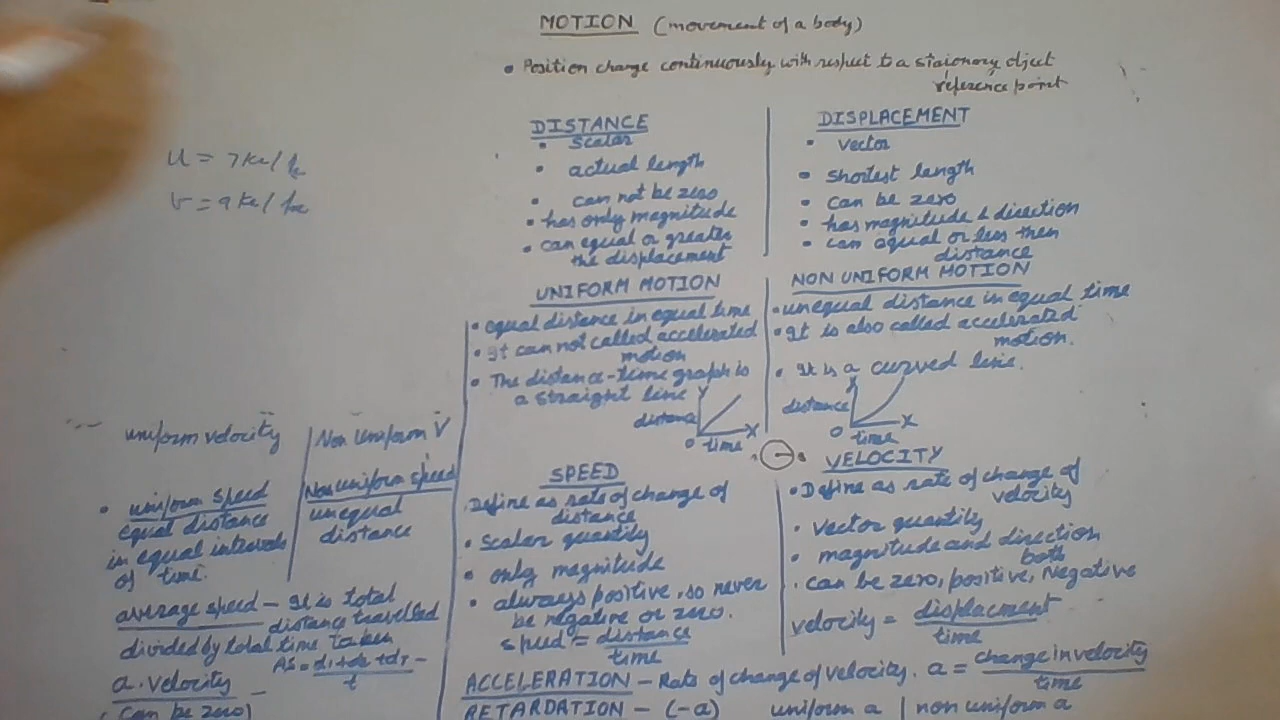 MOTION (movement of a body)
• Position change continuously with respect to a stationary object
reference point
DISTANCE
• scalar
• actual length
• can not be zero
• has only magnitude
• can equal or greater
the displacement
DISPLACEMENT
• vector
• shortest length
• can be zero
• has magnitude & direction
• can equal or less then
distance
u = 7 km/h
v = 9 km/hr
UNIFORM MOTION
• equal distance in equal time
• It can not called accelerated
motion
• The distance-time graph is
a straight line
Y
distance
O time X
NON UNIFORM MOTION
• unequal distance in equal time
• It is also called accelerated
motion.
• It is a curved line.
Y
distance
O time X
uniform velocity
• uniform speed
equal distance
in equal intervals
of time.
Non uniform V
Non uniform speed
unequal
distance
average speed - It is total
distance travelled
divided by total time taken
AS = d1+d2+dT
t
a. velocity -
(can be zero)
SPEED
Define as rate of change of
distance
• Scalar quantity
• only magnitude
• always positive, so never
be negative or zero.
speed = distance
time
VELOCITY
• Define as rate of change of
velocity
• vector quantity
• magnitude and direction
both
• can be zero, positive, Negative
velocity = displacment
time
ACCELERATION - Rate of change of velocity. a = change in velocity
time
RETARDATION - (-a) uniform a | non uniform a